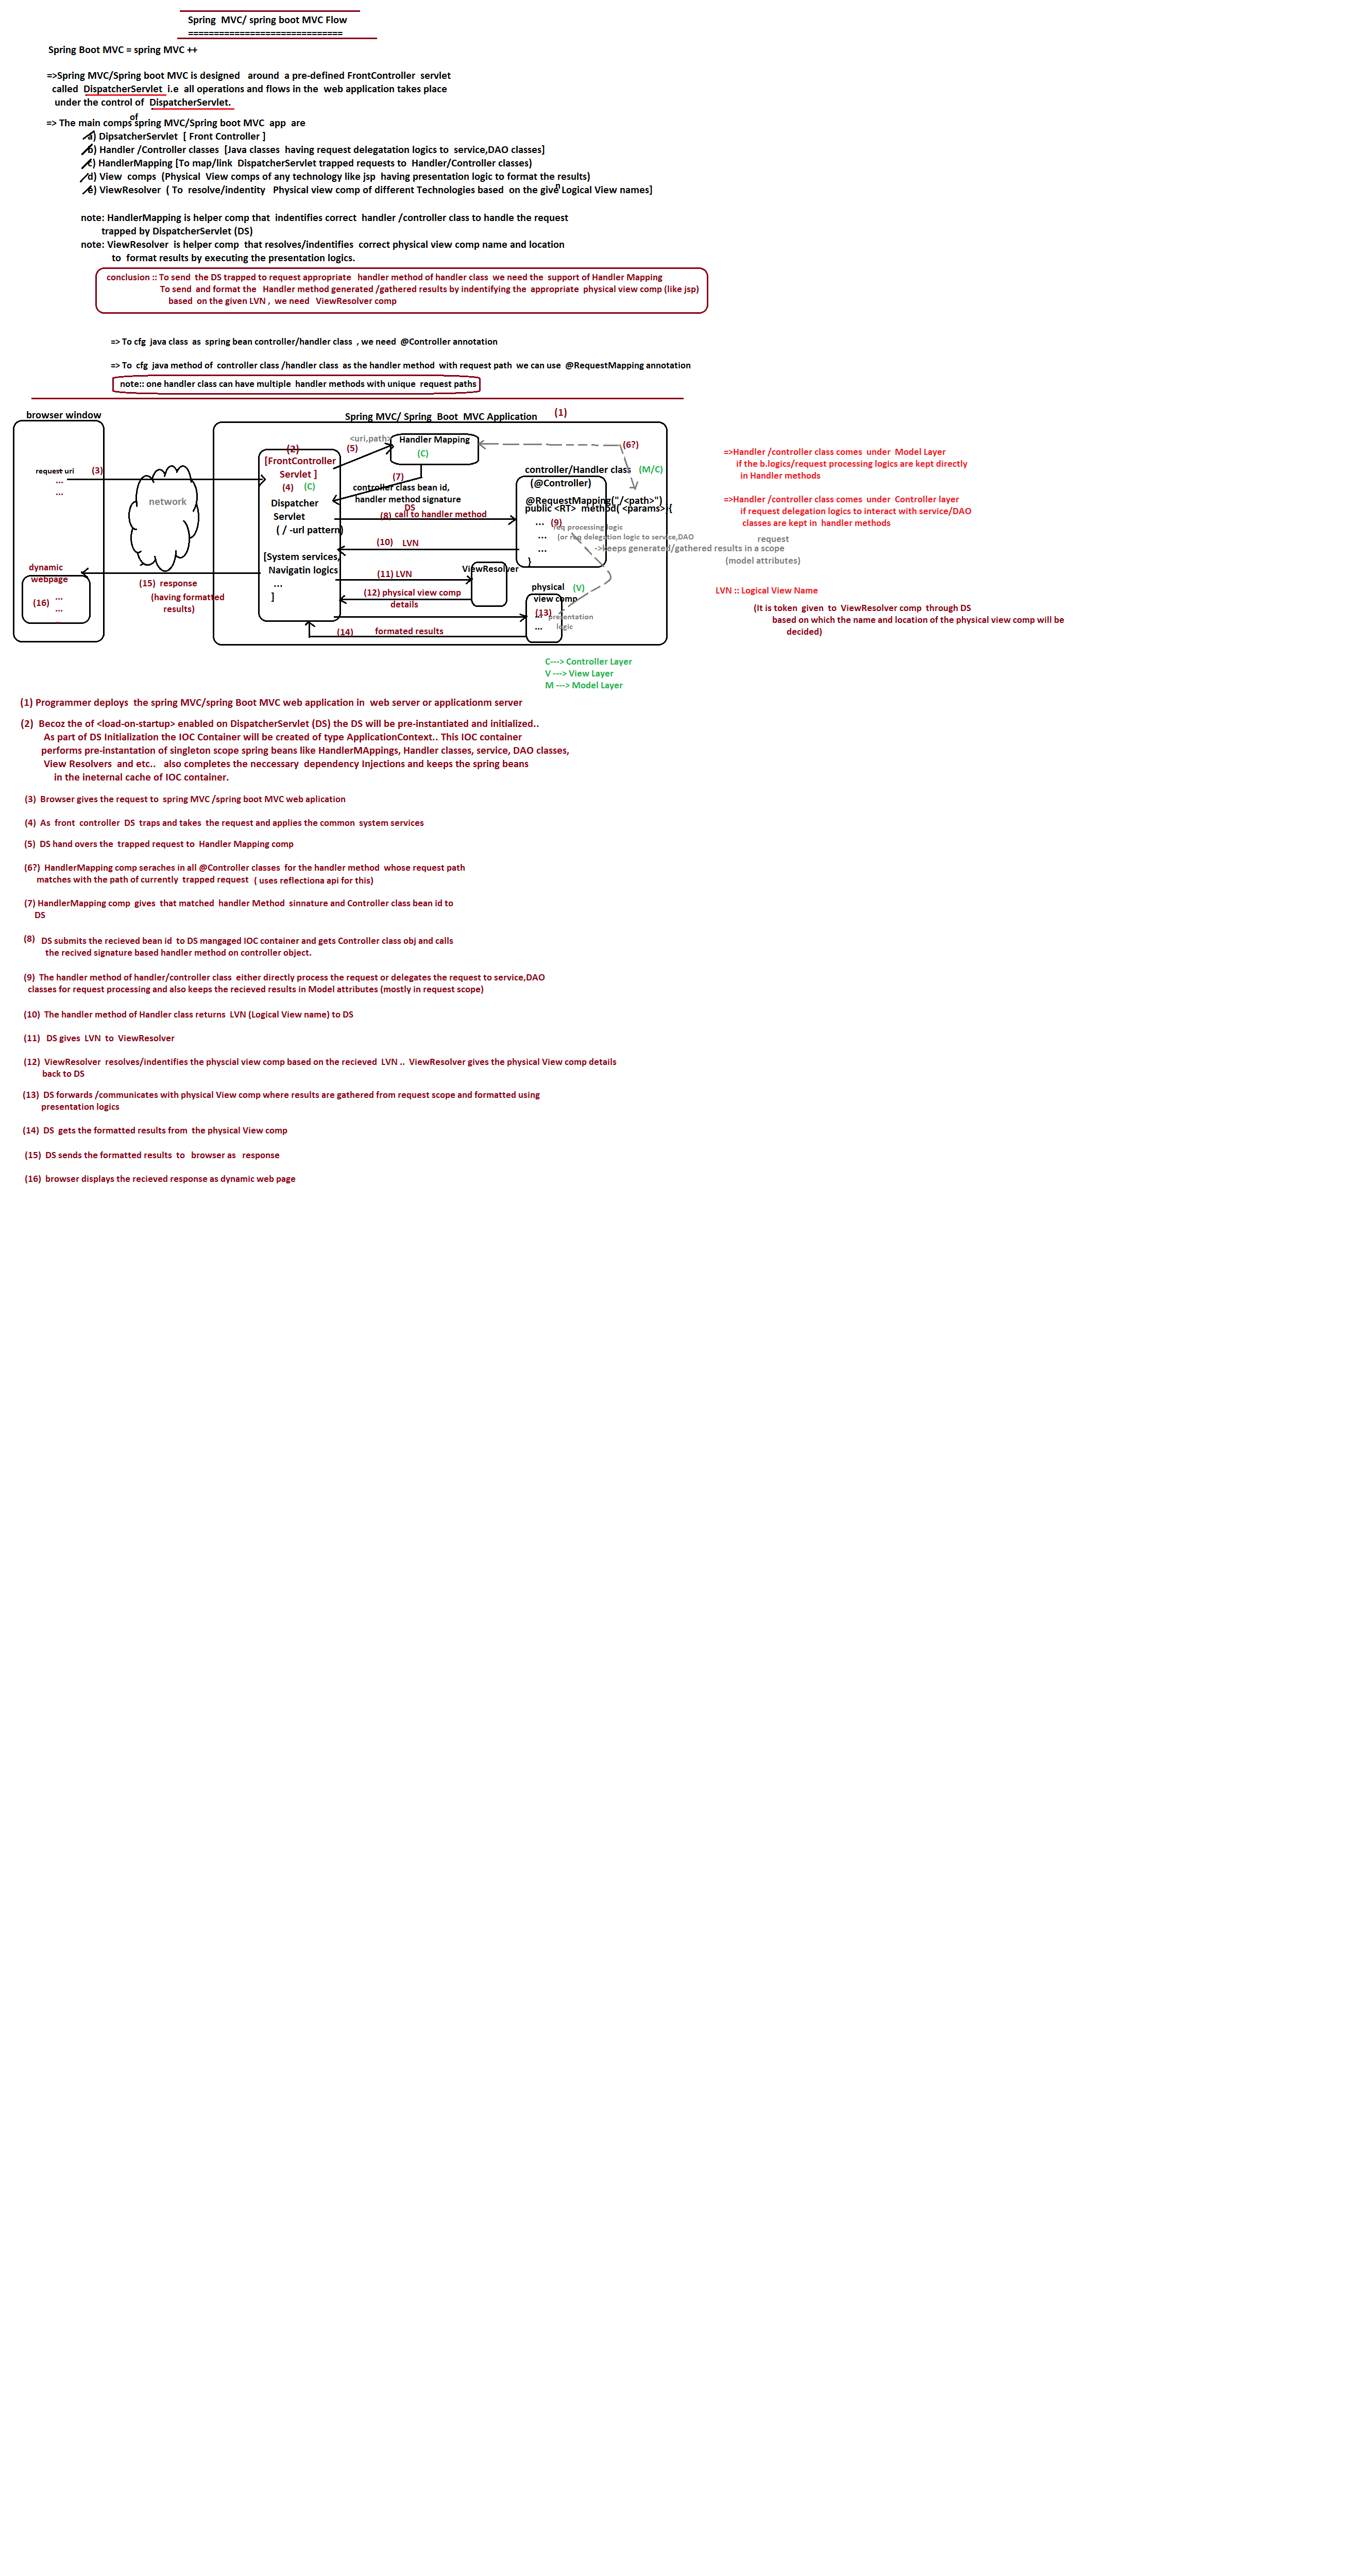 Spring MVC/ spring boot MVC Flow
==============================
Spring Boot MVC = spring MVC ++
=>Spring MVC/Spring boot MVC is designed around a pre-defined FrontController servlet
called DispatcherServlet i.e all operations and flows in the web application takes place
under the control of DispatcherServlet.
of
=> The main comps spring MVC/Spring boot MVC app are
a) DipsatcherServlet [ Front Controller ]
b) Handler /Controller classes [Java classes having request delegatation logics to service,DAO classes]
c) HandlerMapping [To map/link DispatcherServlet trapped requests to Handler/Controller classes)
d) View comps (Physical View comps of any technology like jsp having presentation logic to format the results)
e) ViewResolver ( To resolve/indentity Physical view comp of different Technologies based on the give Logical View names]
n
note: HandlerMapping is helper comp that indentifies correct handler /controller class to handle the request
trapped by DispatcherServlet (DS)
note: ViewResolver is helper comp that resolves/indentifies correct physical view comp name and location
to format results by executing the presentation logics.
conclusion :: To send the DS trapped to request appropriate handler method of handler class we need the support of Handler Mapping
To send and format the Handler method generated /gathered results by indentifying the appropriate physical view comp (like jsp)
based on the given LVN , we need ViewResolver comp
=> To cfg java class as spring bean controller/handler class , we need @Controller annotation
=> To cfg java method of controller class /handler class as the handler method with request path we can use @RequestMapping annotation
note:: one handler class can have multiple handler methods with unique request paths
browser window
Spring MVC/ Spring Boot MVC Application (1)
request uri (3)
...
...
network
dynamic
webpage
(16) ...
...
(15) response
(having formatted
results)
(2)
[FrontController
Servlet ]
(4) (C)
Dispatcher
Servlet
( / -url pattern)
[System services,
Navigatin logics
...
]
<uri,path>
(5)
Handler Mapping
(C)
(6?)
(7)
controller class bean id,
handler method signature
DS
(8) call to handler method
(10) LVN
(11) LVN
(12) physical view comp
details
(14) formated results
controller/Handler class (M/C)
(@Controller)
@RequestMapping("/<path>")
public <RT> method( <params>){
... (9)
req processing logic
(or req delegation logic to service,DAO
...
->keeps generated/gathered results in a scope
request
(model attributes)
...
}
ViewResolver
physical (V)
view comp
(13)
... presentation
logic
...
=>Handler /controller class comes under Model Layer
if the b.logics/request processing logics are kept directly
in Handler methods
=>Handler /controller class comes under Controller layer
if request delegation logics to interact with service/DAO
classes are kept in handler methods
LVN :: Logical View Name
(It is token given to ViewResolver comp through DS
based on which the name and location of the physical view comp will be
decided)
C---> Controller Layer
V ---> View Layer
M ---> Model Layer
(1) Programmer deploys the spring MVC/spring Boot MVC web application in web server or applicationm server
(2) Becoz the of <load-on-startup> enabled on DispatcherServlet (DS) the DS will be pre-instantiated and initialized..
As part of DS Initialization the IOC Container will be created of type ApplicationContext.. This IOC container
performs pre-instantation of singleton scope spring beans like HandlerMAppings, Handler classes, service, DAO classes,
View Resolvers and etc.. also completes the neccessary dependency Injections and keeps the spring beans
in the ineternal cache of IOC container.
(3) Browser gives the request to spring MVC /spring boot MVC web aplication
(4) As front controller DS traps and takes the request and applies the common system services
(5) DS hand overs the trapped request to Handler Mapping comp
(6?) HandlerMapping comp seraches in all @Controller classes for the handler method whose request path
matches with the path of currently trapped request ( uses reflectiona api for this)
(7) HandlerMapping comp gives that matched handler Method sinnature and Controller class bean id to
DS
(8) DS submits the recieved bean id to DS mangaged IOC container and gets Controller class obj and calls
the recived signature based handler method on controller object.
(9) The handler method of handler/controller class either directly process the request or delegates the request to service,DAO
classes for request processing and also keeps the recieved results in Model attributes (mostly in request scope)
(10) The handler method of Handler class returns LVN (Logical View name) to DS
(11) DS gives LVN to ViewResolver
(12) ViewResolver resolves/indentifies the physcial view comp based on the recieved LVN .. ViewResolver gives the physical View comp details
back to DS
(13) DS forwards /communicates with physical View comp where results are gathered from request scope and formatted using
presentation logics
(14) DS gets the formatted results from the physical View comp
(15) DS sends the formatted results to browser as response
(16) browser displays the recieved response as dynamic web page